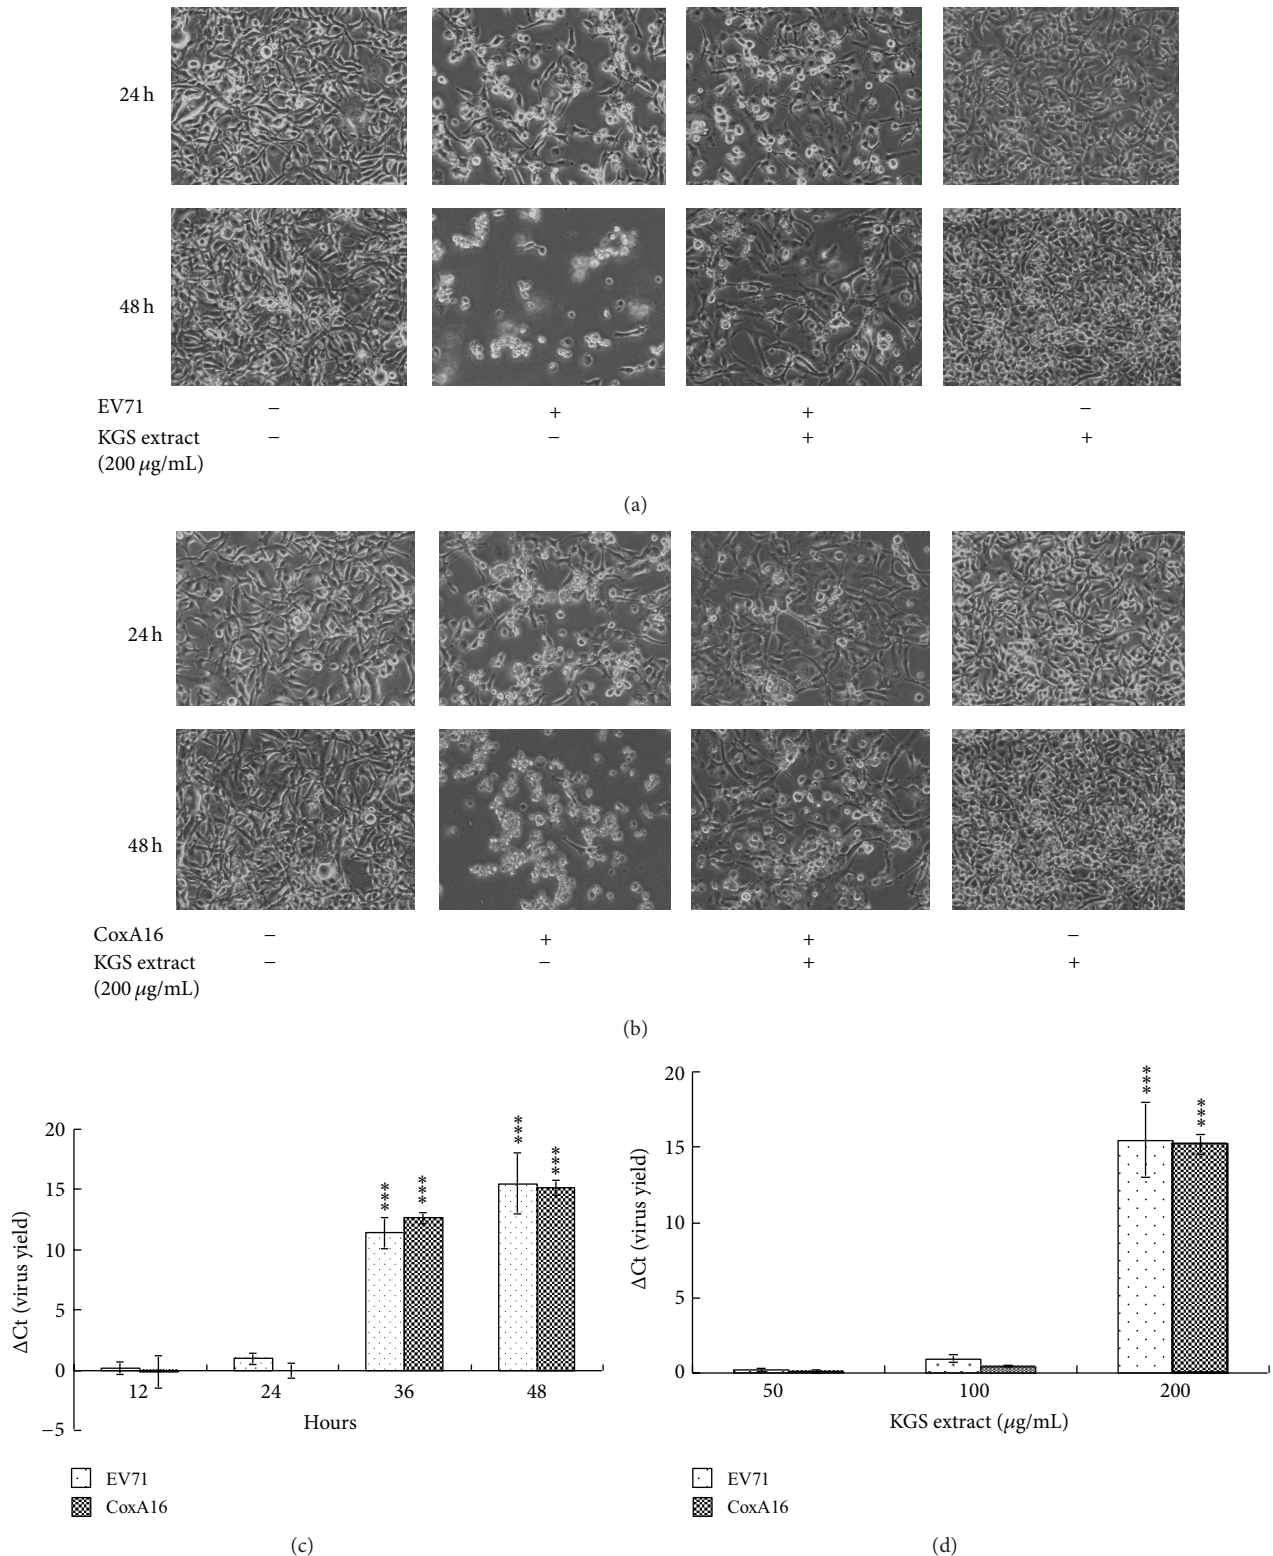 24 h
48 h
EV71 − + + −
KGS extract − − + +
(200 μg/mL)
(a)
24 h
48 h
CoxA16 − + + −
KGS extract − − + +
(200 μg/mL)
(b)
ΔCt (virus yield)
20
15
10
5
0
−5
*** *** *** ***
12 24 36 48
Hours
EV71
CoxA16
(c)
ΔCt (virus yield)
20
15
10
5
0
*** ***
50 100 200
KGS extract (μg/mL)
EV71
CoxA16
(d)